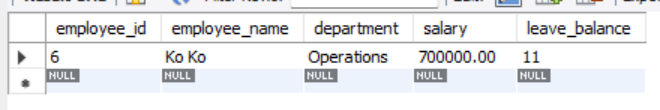 employee_id employee_name department salary leave_balance
6 Ko Ko Operations 700000.00 11
NULL NULL NULL NULL NULL